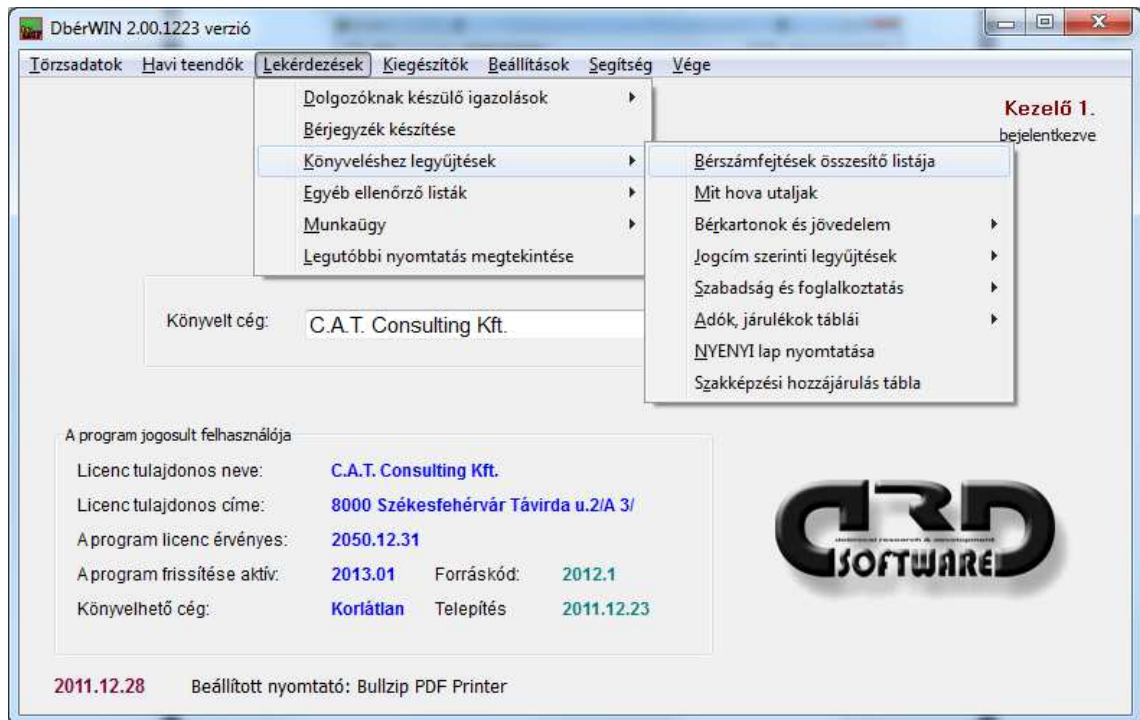 DbérWIN 2.00.1223 verzió
Törzsadatok Havi teendők Lekérdezések Kiegészítők Beállítások Segítség Vége
Dolgozóknak készülő igazolások
Bérjegyzék készítése
Könyveléshez legyűjtések
Egyéb ellenőrző listák
Munkaügy
Legutóbbi nyomtatás megtekintése
Kezelő 1.
bejelentkezve
Bérszámfejtések összesítő listája
Mit hova utaljak
Bérkartonok és jövedelem
Jogcím szerinti legyűjtések
Szabadság és foglalkoztatás
Adók, járulékok táblái
NYENYI lap nyomtatása
Szakképzési hozzájárulás tábla
Könyvelt cég: C.A.T. Consulting Kft.
A program jogosult felhasználója
Licenc tulajdonos neve: C.A.T. Consulting Kft.
Licenc tulajdonos címe: 8000 Székesfehérvár Távirda u.2/A 3/
A program licenc érvényes: 2050.12.31
A program frissítése aktív: 2013.01 Forráskód: 2012.1
Könyvelhető cég: Korlátlan Telepítés 2011.12.23
DRD
SOFTWARE
2011.12.28 Beállított nyomtató: Bullzip PDF Printer